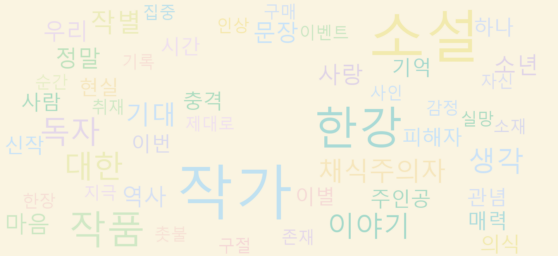 우리 작별 집중 인상 구매 소설 하나
정말 기록 시간 문장 이벤트
순간 현실 사랑 기억 소년
사람 취재 기대 충격 사인 자신
독자 제대로 한강 감정 실망 소재
신작 이번 피해자
대한 채식주의자 생각
한장 지극 역사 작가 이별 주인공 관념
마음 작품 촛불 이야기 매력
구절 존재 의식